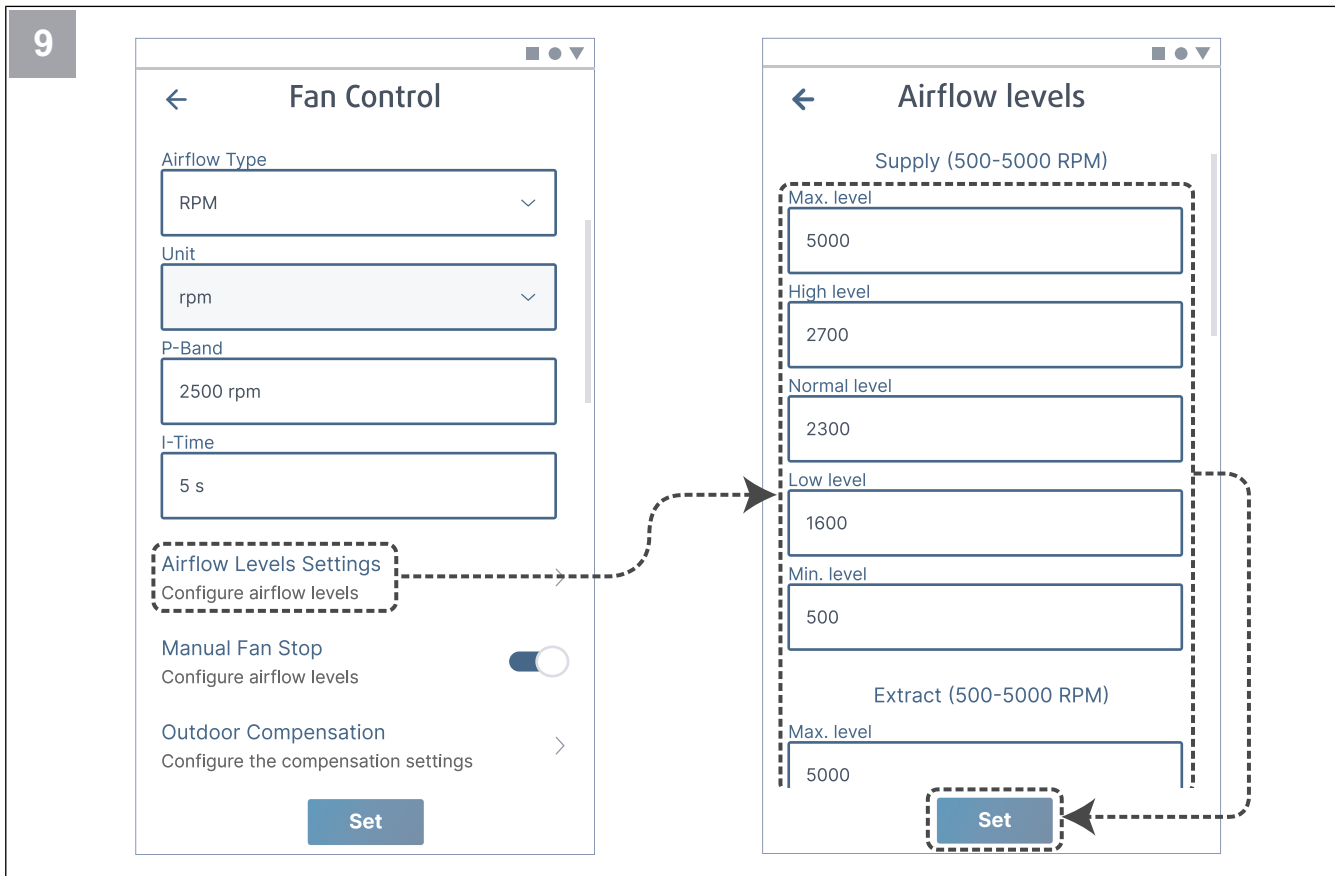 9
Fan Control
Airflow Type
RPM
Unit
rpm
P-Band
2500 rpm
I-Time
5 s
Airflow Levels Settings
Configure airflow levels
Manual Fan Stop
Configure airflow levels
Outdoor Compensation
Configure the compensation settings
Set
Airflow levels
Supply (500-5000 RPM)
Max. level
5000
High level
2700
Normal level
2300
Low level
1600
Min. level
500
Extract (500-5000 RPM)
Max. level
5000
Set